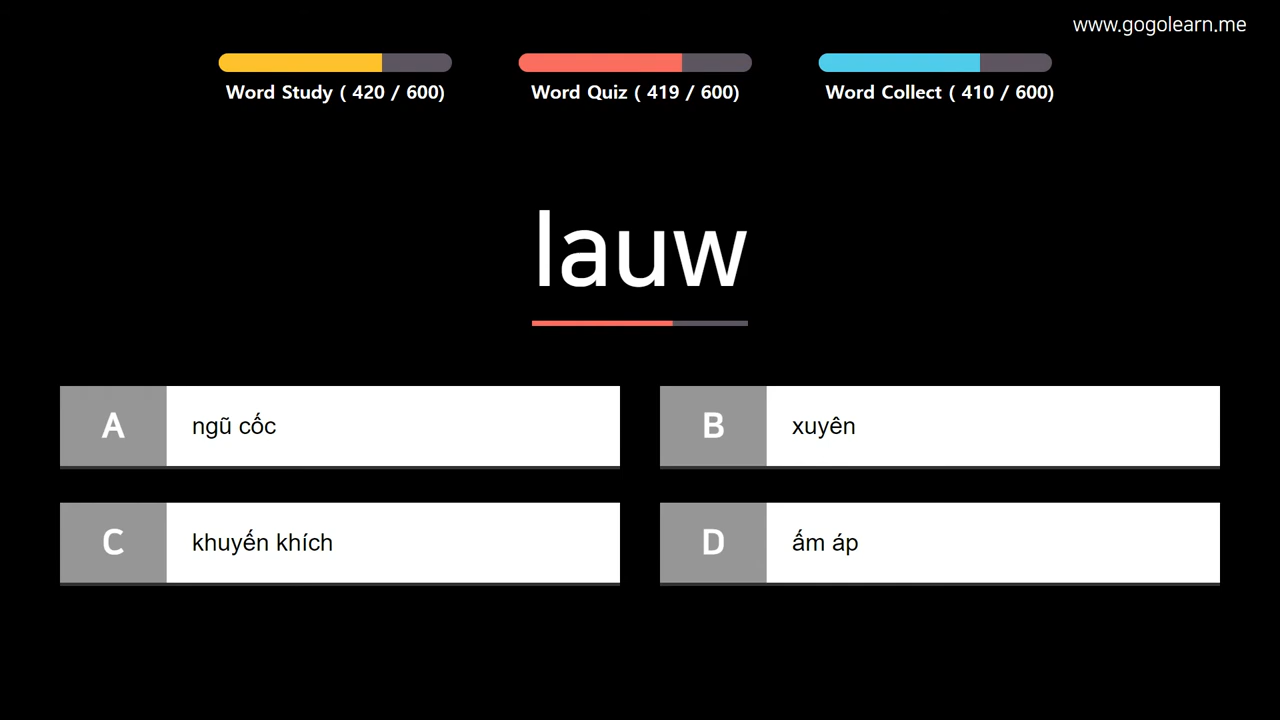 www.gogolearn.me
Word Study ( 420 / 600)
Word Quiz ( 419 / 600)
Word Collect ( 410 / 600)
lauw
A ngũ cốc
B xuyên
C khuyến khích
D ấm áp